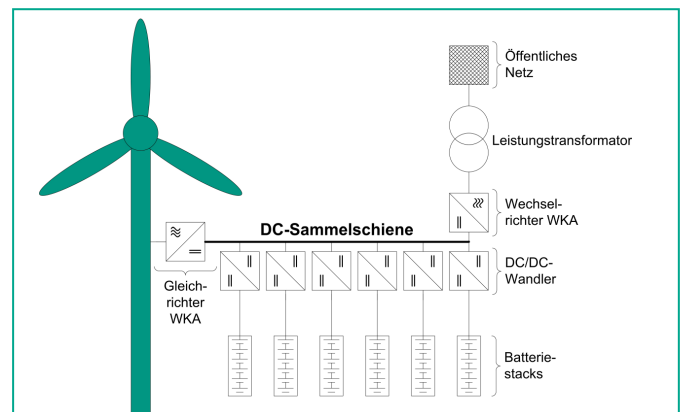 Öffentliches
Netz
Leistungstransformator
Wechsel-
richter WKA
DC-Sammelschiene
DC/DC-
Wandler
Gleich-
richter
WKA
Batterie-
stacks